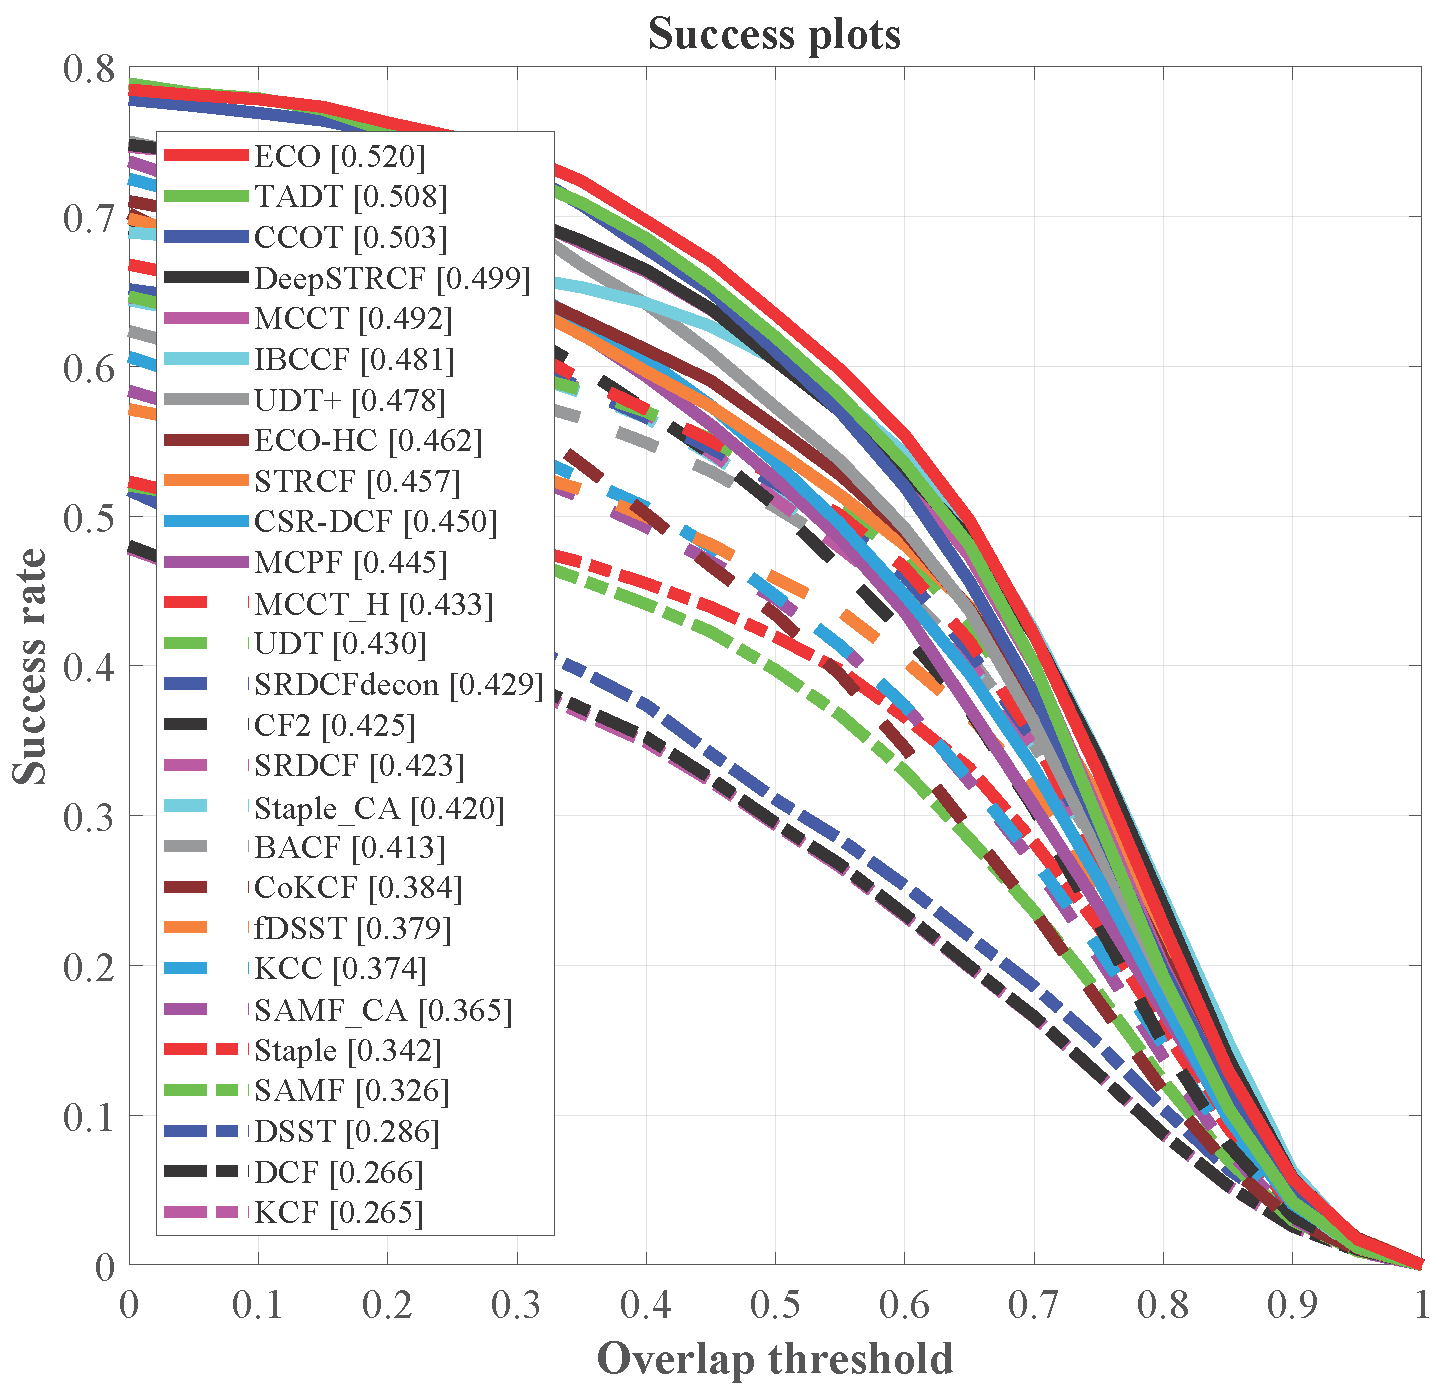 Success plots
0.8
0.7
0.6
0.5
0.4
0.3
0.2
0.1
0
Success rate
ECO [0.520]
TADT [0.508]
CCOT [0.503]
DeepSTRCF [0.499]
MCCT [0.492]
IBCCF [0.481]
UDT+ [0.478]
ECO-HC [0.462]
STRCF [0.457]
CSR-DCF [0.450]
MCPF [0.445]
MCCT_H [0.433]
UDT [0.430]
SRDCFdecon [0.429]
CF2 [0.425]
SRDCF [0.423]
Staple_CA [0.420]
BACF [0.413]
CoKCF [0.384]
fDSST [0.379]
KCC [0.374]
SAMF_CA [0.365]
Staple [0.342]
SAMF [0.326]
DSST [0.286]
DCF [0.266]
KCF [0.265]
0 0.1 0.2 0.3 0.4 0.5 0.6 0.7 0.8 0.9 1
Overlap threshold